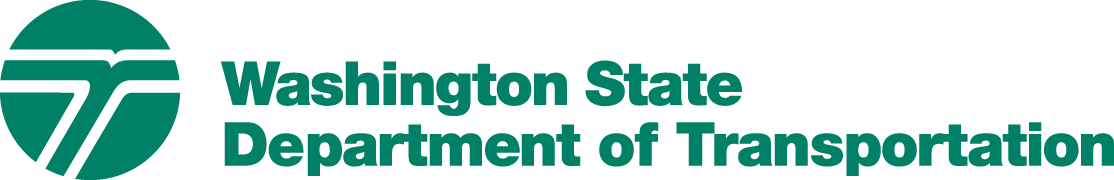 Washington State
Department of Transportation